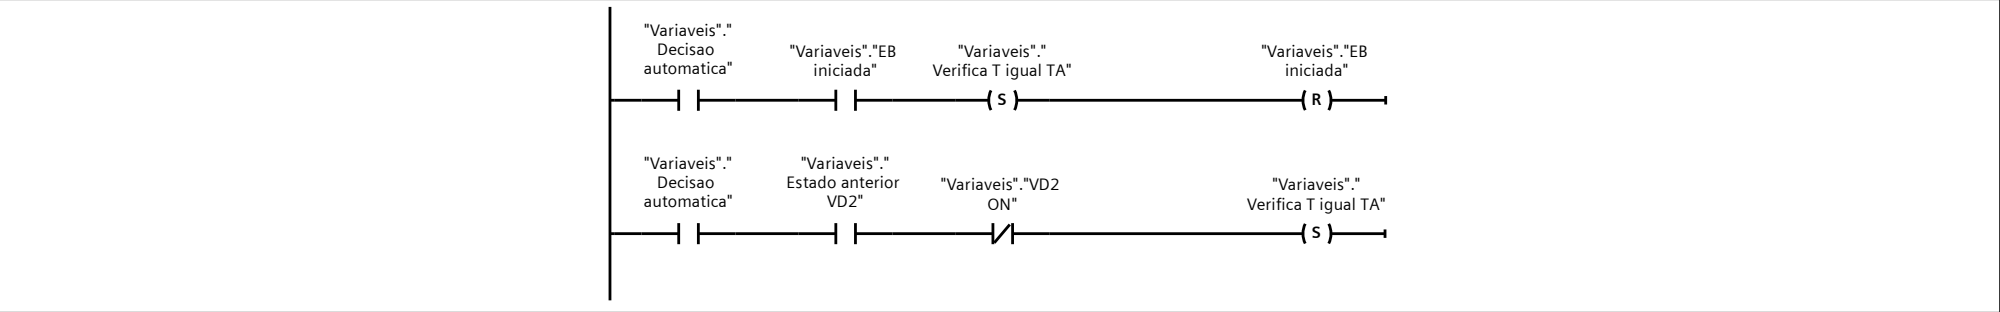 "Variaveis"."
Decisao
automatica"
"Variaveis"."EB
iniciada"
"Variaveis"."
Verifica T igual TA"
"Variaveis"."EB
iniciada"
S
R
"Variaveis"."
Decisao
automatica"
"Variaveis"."
Estado anterior
VD2"
"Variaveis"."VD2
ON"
"Variaveis"."
Verifica T igual TA"
S